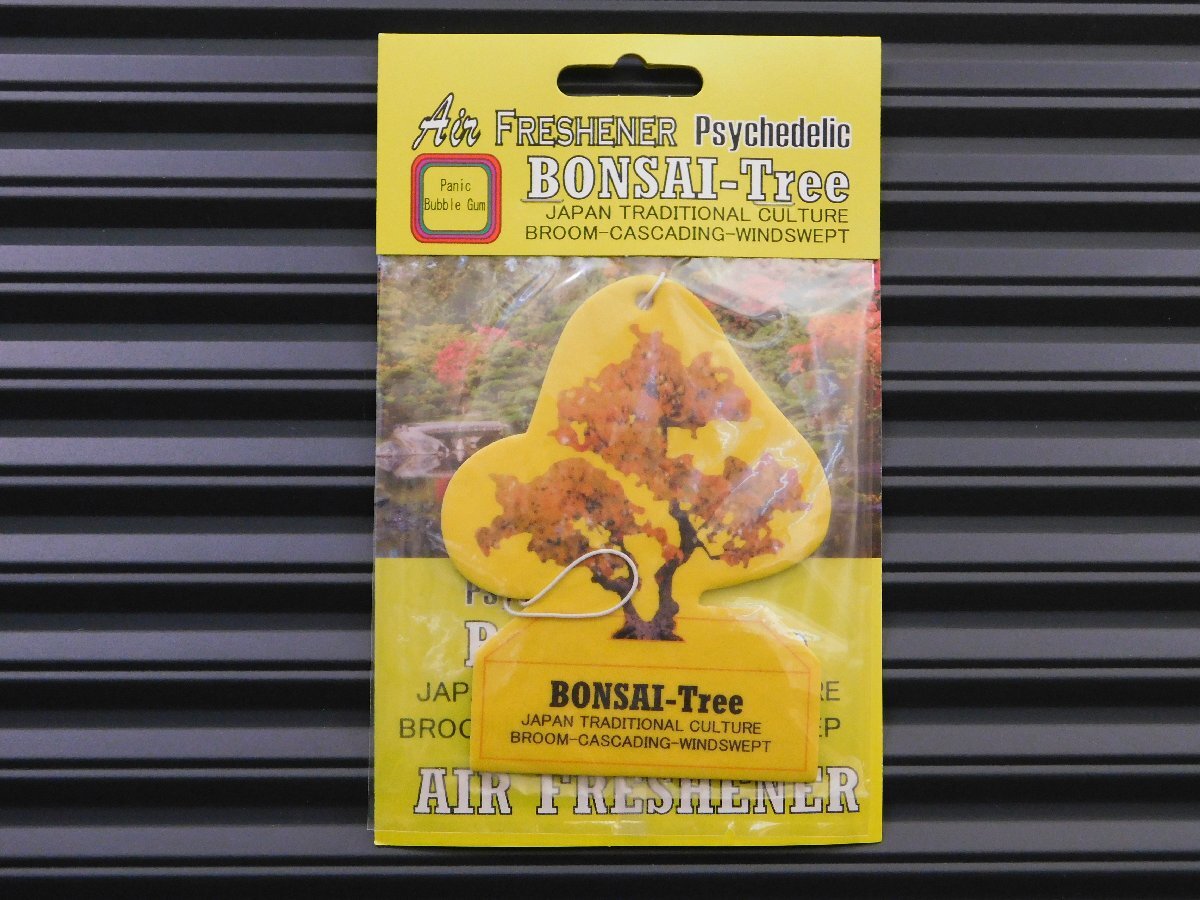 Air FRESHENER Psychedelic
BONSAI-Tree
JAPAN TRADITIONAL CULTURE
BROOM-CASCADING-WINDSWEPT
Panic
Bubble Gum
BONSAI-Tree
JAPAN TRADITIONAL CULTURE
BROOM-CASCADING-WINDSWEPT
AIR FRESHENER